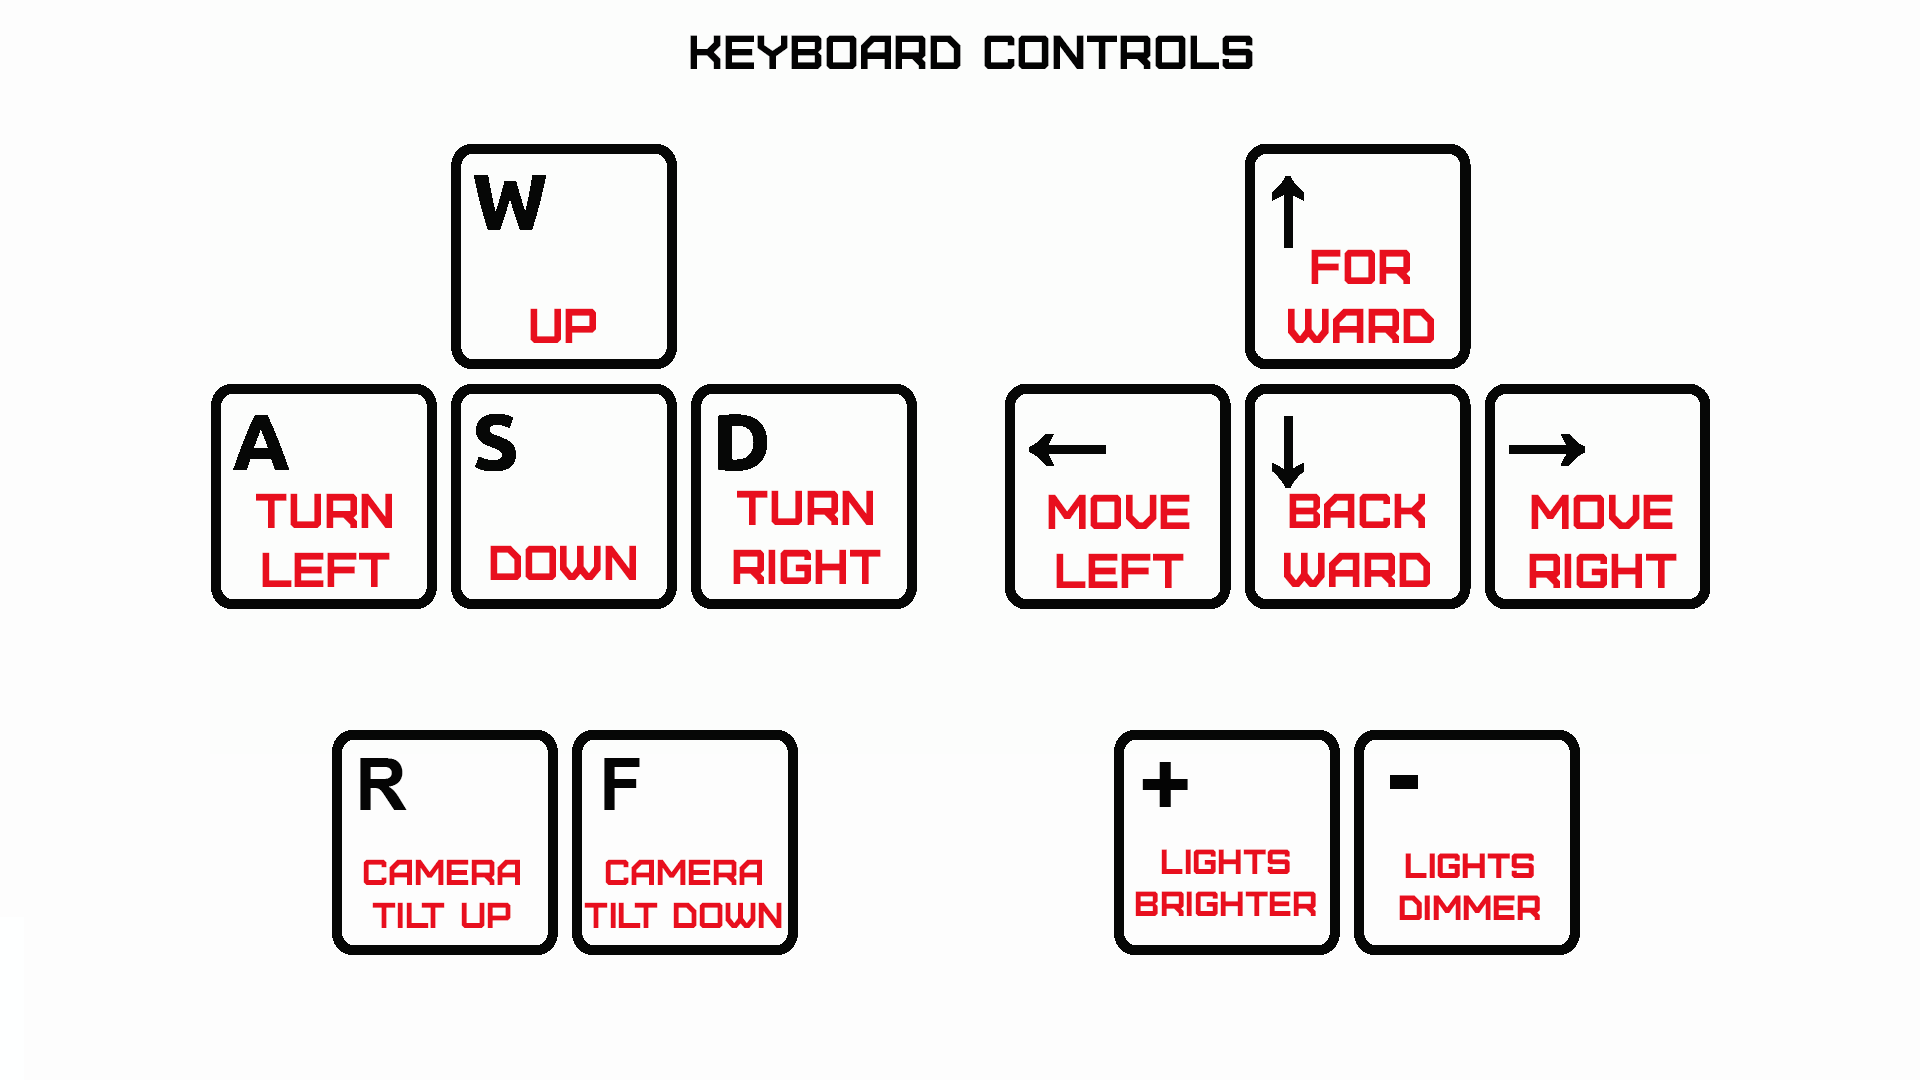 KEYBOARD CONTROLS
W
UP
↑
FOR
WARD
A
TURN
LEFT
S
DOWN
D
TURN
RIGHT
←
MOVE
LEFT
↓
BACK
WARD
→
MOVE
RIGHT
R
CAMERA
TILT UP
F
CAMERA
TILT DOWN
+
LIGHTS
BRIGHTER
-
LIGHTS
DIMMER